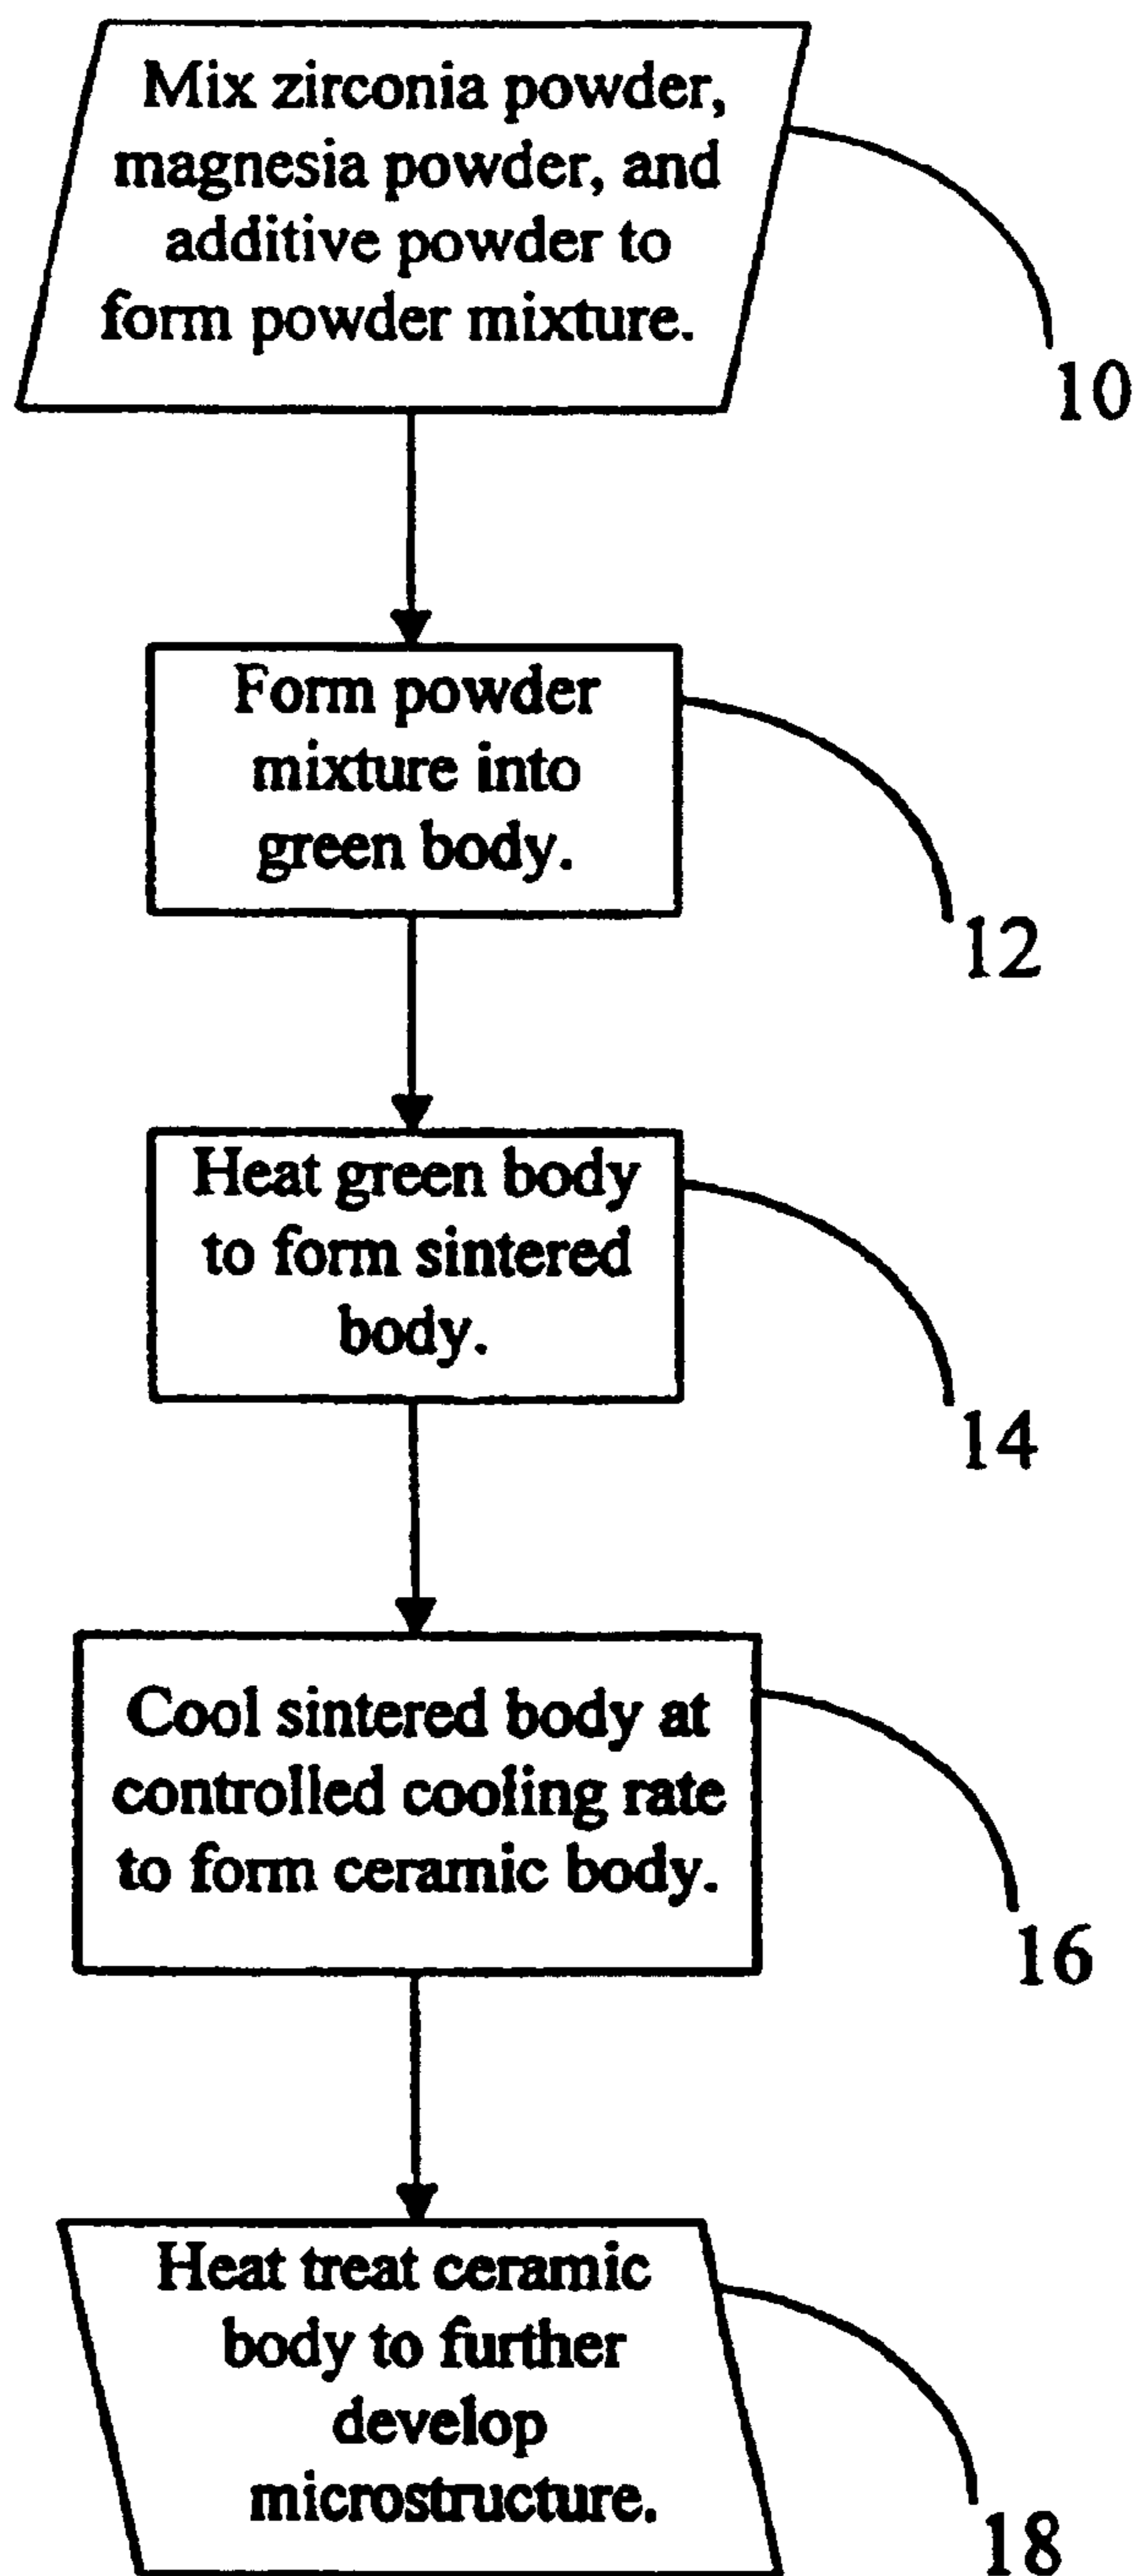 Mix zirconia powder,
magnesia powder, and
additive powder to
form powder mixture.
10
Form powder
mixture into
green body.
12
Heat green body
to form sintered
body.
14
Cool sintered body at
controlled cooling rate
to form ceramic body.
16
Heat treat ceramic
body to further
develop
microstructure.
18